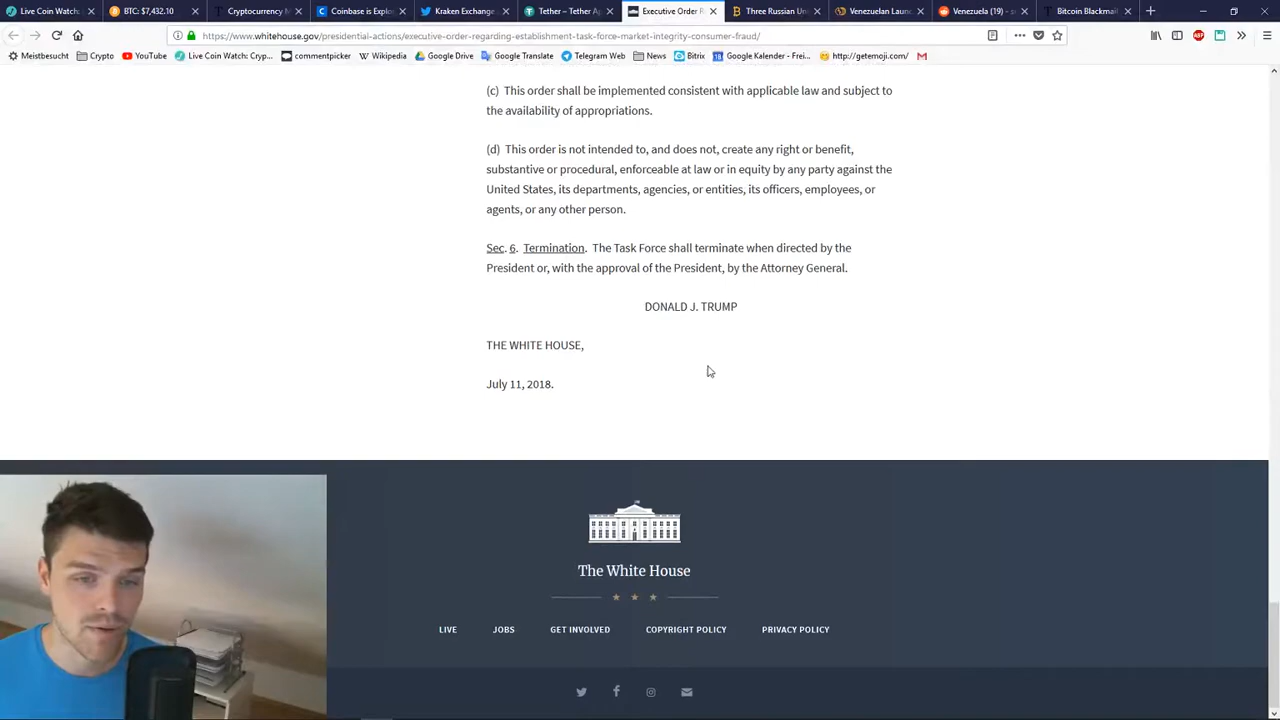 Live Coin Watch:
BTC: $7,432.10
Cryptocurrency M
Coinbase is Explo
Kraken Exchange
Tether – Tether Ap
Executive Order R
Three Russian
Venezuelan Laun
Venezuela (19) -
Bitcoin Blackmail
https://www.whitehouse.gov/presidential-actions/executive-order-regarding-establishment-task-force-market-integrity-consumer-fraud/
Meistbesucht
Crypto
YouTube
Live Coin Watch: Cryp...
commentpicker
Wikipedia
Google Drive
Google Translate
Telegram Web
News
Bitrix
Google Kalender - Frei...
http://getemoji.com/
(c) This order shall be implemented consistent with applicable law and subject to
the availability of appropriations.
(d) This order is not intended to, and does not, create any right or benefit,
substantive or procedural, enforceable at law or in equity by any party against the
United States, its departments, agencies, or entities, its officers, employees, or
agents, or any other person.
Sec. 6. Termination. The Task Force shall terminate when directed by the
President or, with the approval of the President, by the Attorney General.
DONALD J. TRUMP
THE WHITE HOUSE,
July 11, 2018.
The White House
LIVE JOBS GET INVOLVED COPYRIGHT POLICY PRIVACY POLICY